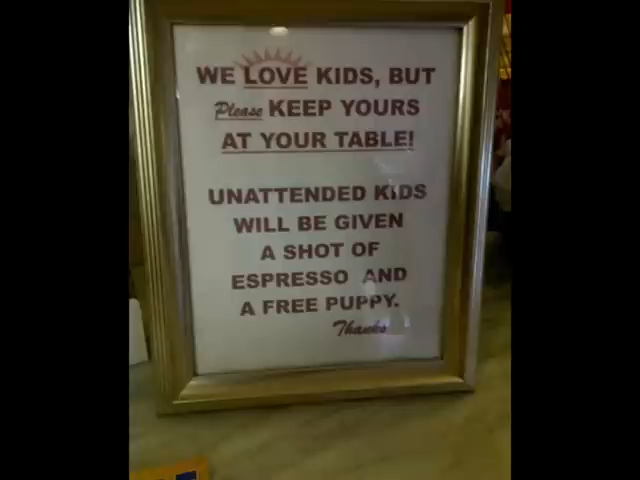 WE LOVE KIDS, BUT
Please KEEP YOURS
AT YOUR TABLE!
UNATTENDED KIDS
WILL BE GIVEN
A SHOT OF
ESPRESSO AND
A FREE PUPPY.
Thanks